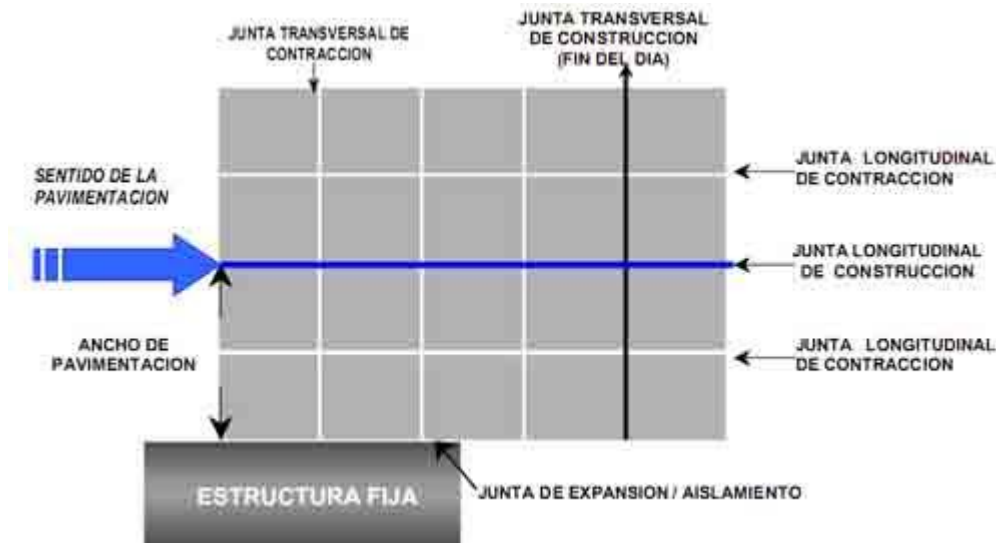 JUNTA TRANSVERSAL DE
CONTRACCION
JUNTA TRANSVERSAL
DE CONSTRUCCION
(FIN DEL DIA)
SENTIDO DE LA
PAVIMENTACION
JUNTA LONGITUDINAL
DE CONTRACCION
JUNTA LONGITUDINAL
DE CONSTRUCCION
ANCHO DE
PAVIMENTACION
JUNTA LONGITUDINAL
DE CONTRACCION
ESTRUCTURA FIJA
JUNTA DE EXPANSION / AISLAMIENTO